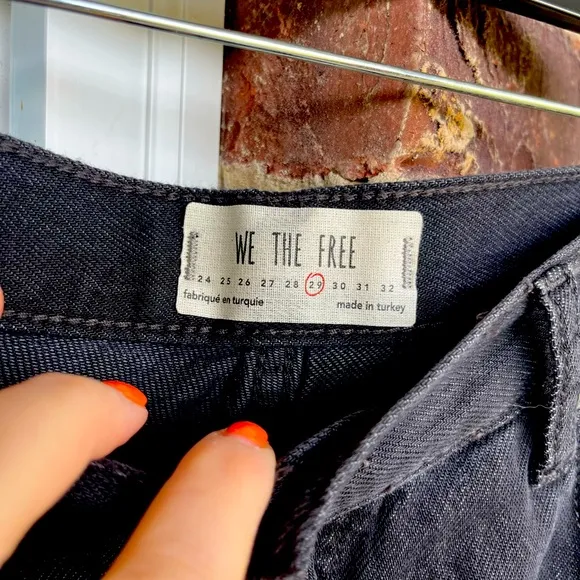 WE THE FREE
24 25 26 27 28 29 30 31 32
fabriqué en turquie made in turkey